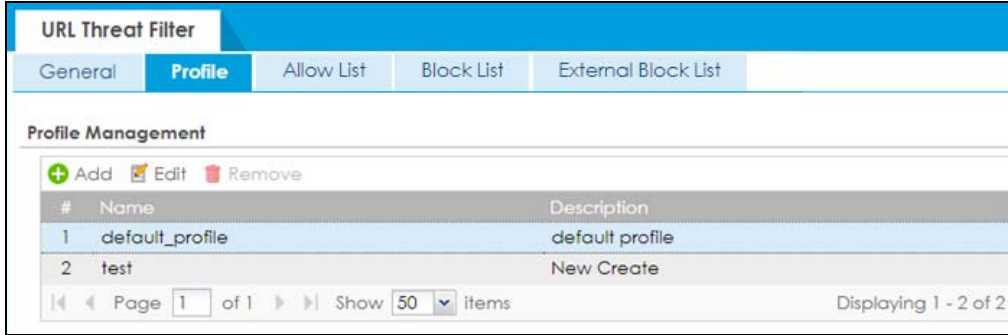 URL Threat Filter
General Profile Allow List Block List External Block List
Profile Management
Add Edit Remove
# Name Description
1 default_profile default profile
2 test New Create
Page 1 of 1 Show 50 items Displaying 1 - 2 of 2